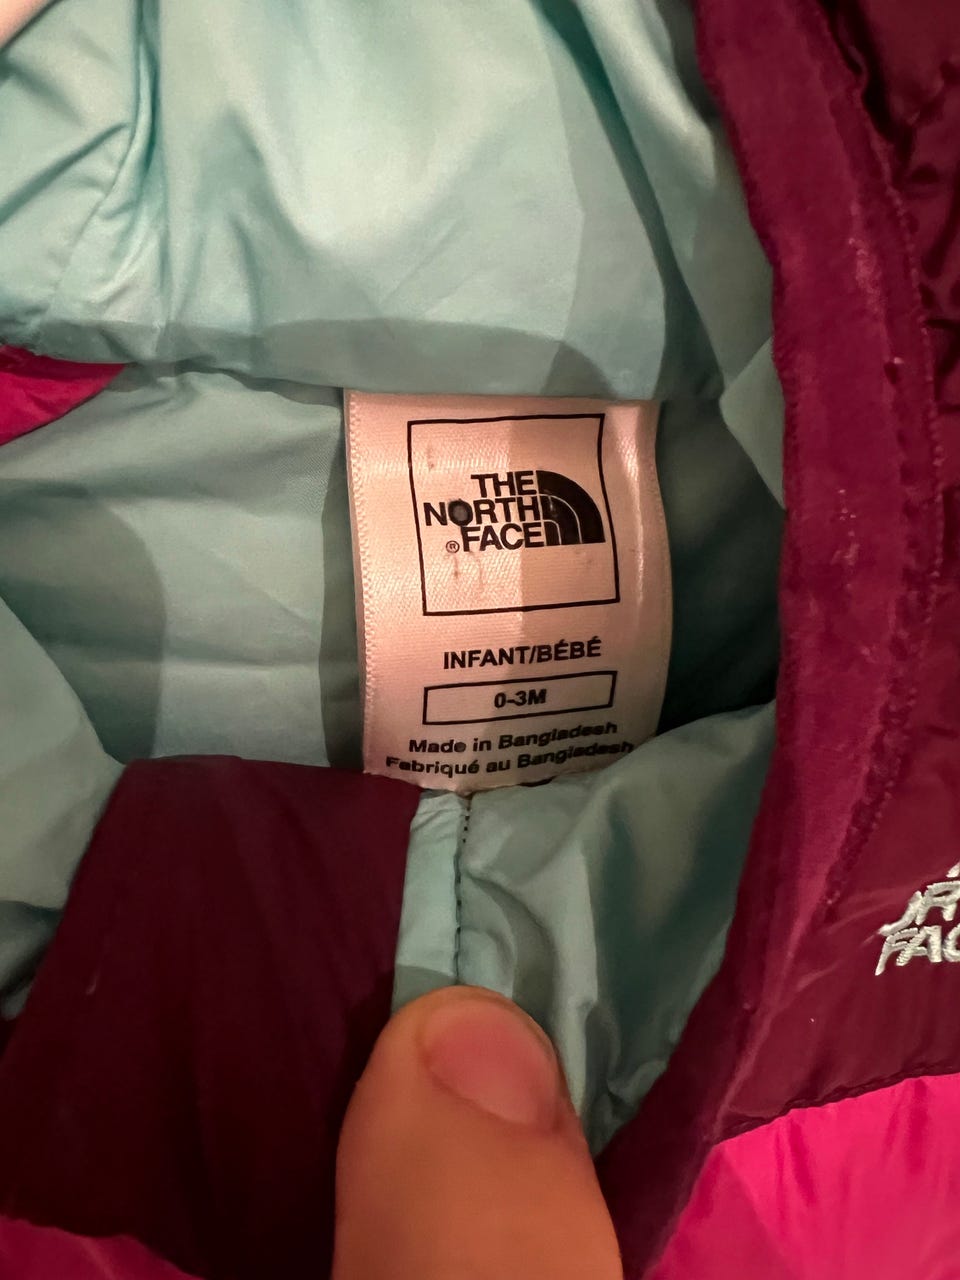 THE
NORTH
FACE
®
INFANT/BÉBÉ
0-3M
Made in Bangladesh
Fabriqué au Bangladesh